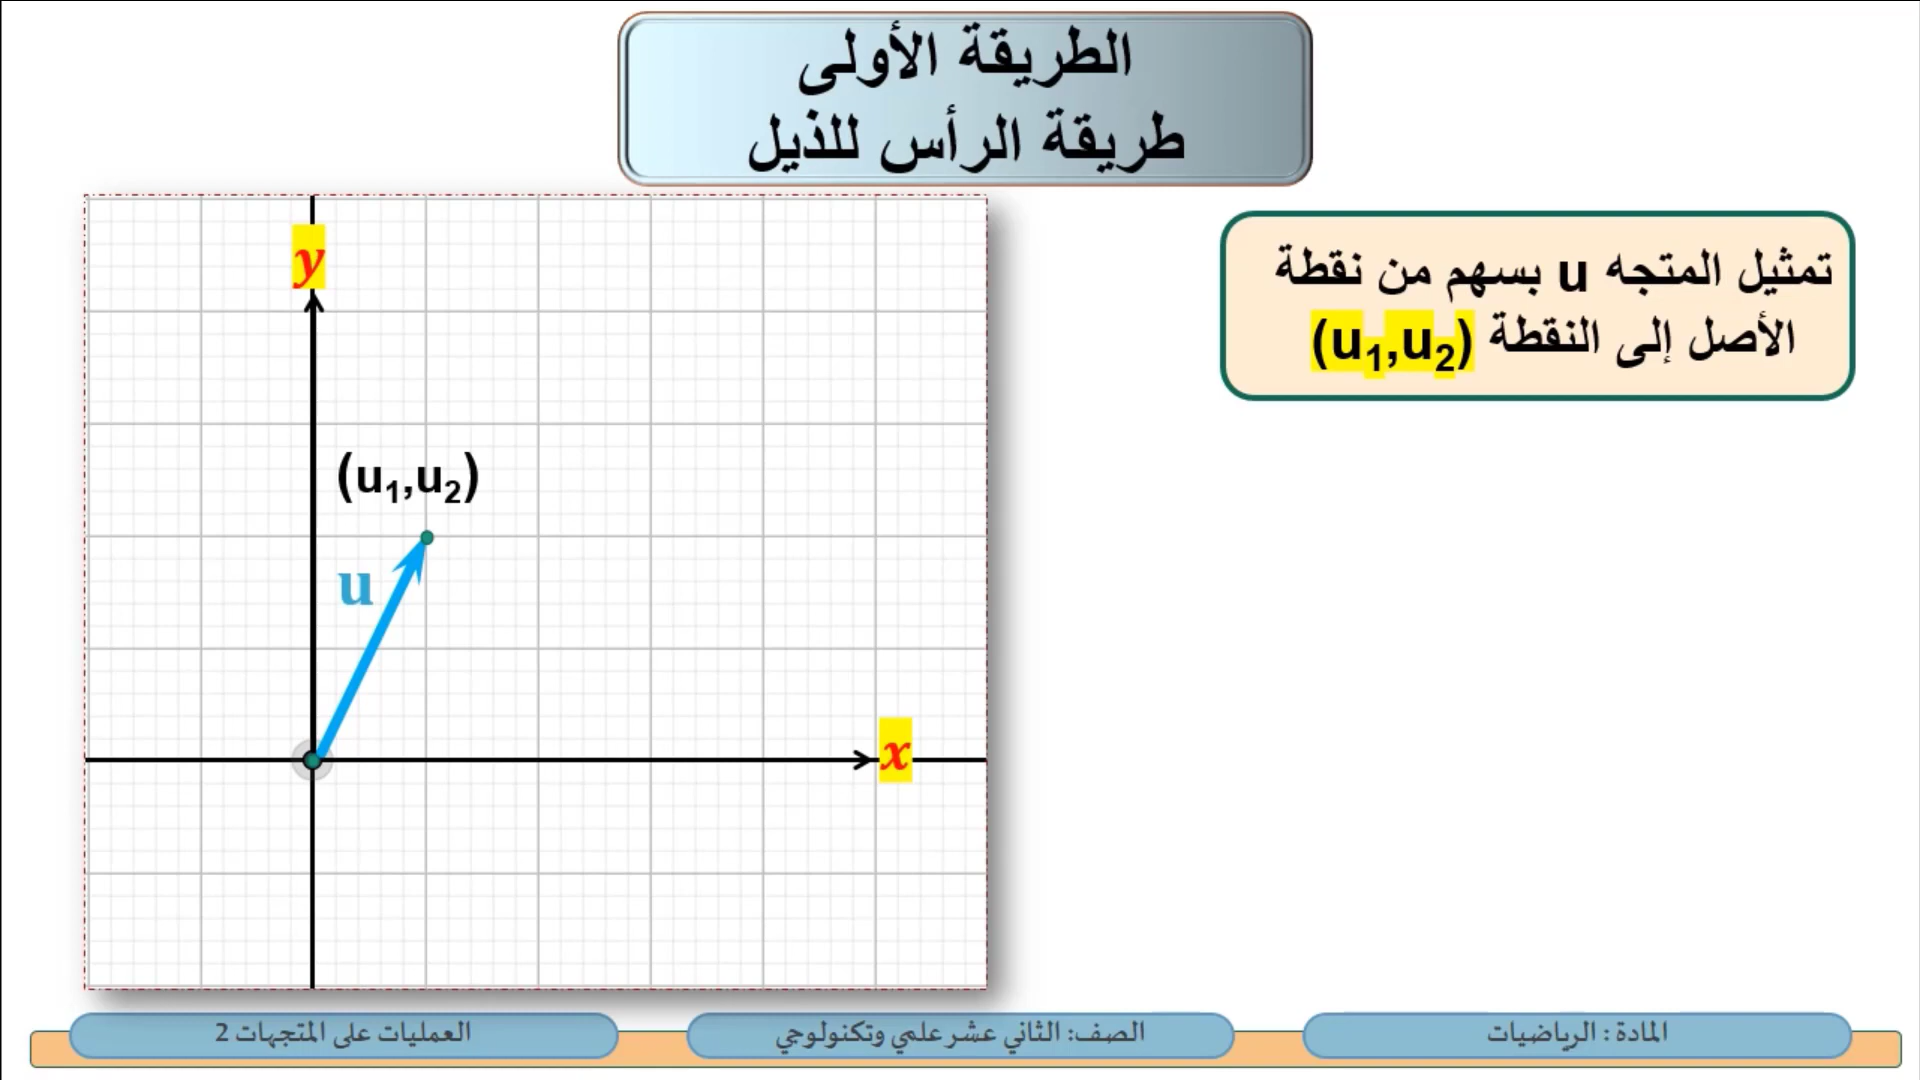 الطريقة الأولى
طريقة الرأس للذيل
تمثيل المتجه u بسهم من نقطة
الأصل إلى النقطة (u₁,u₂)
y
(u₁,u₂)
u
x
المادة : الرياضيات
الصف: الثاني عشر علمي وتكنولوجي
العمليات على المتجهات 2